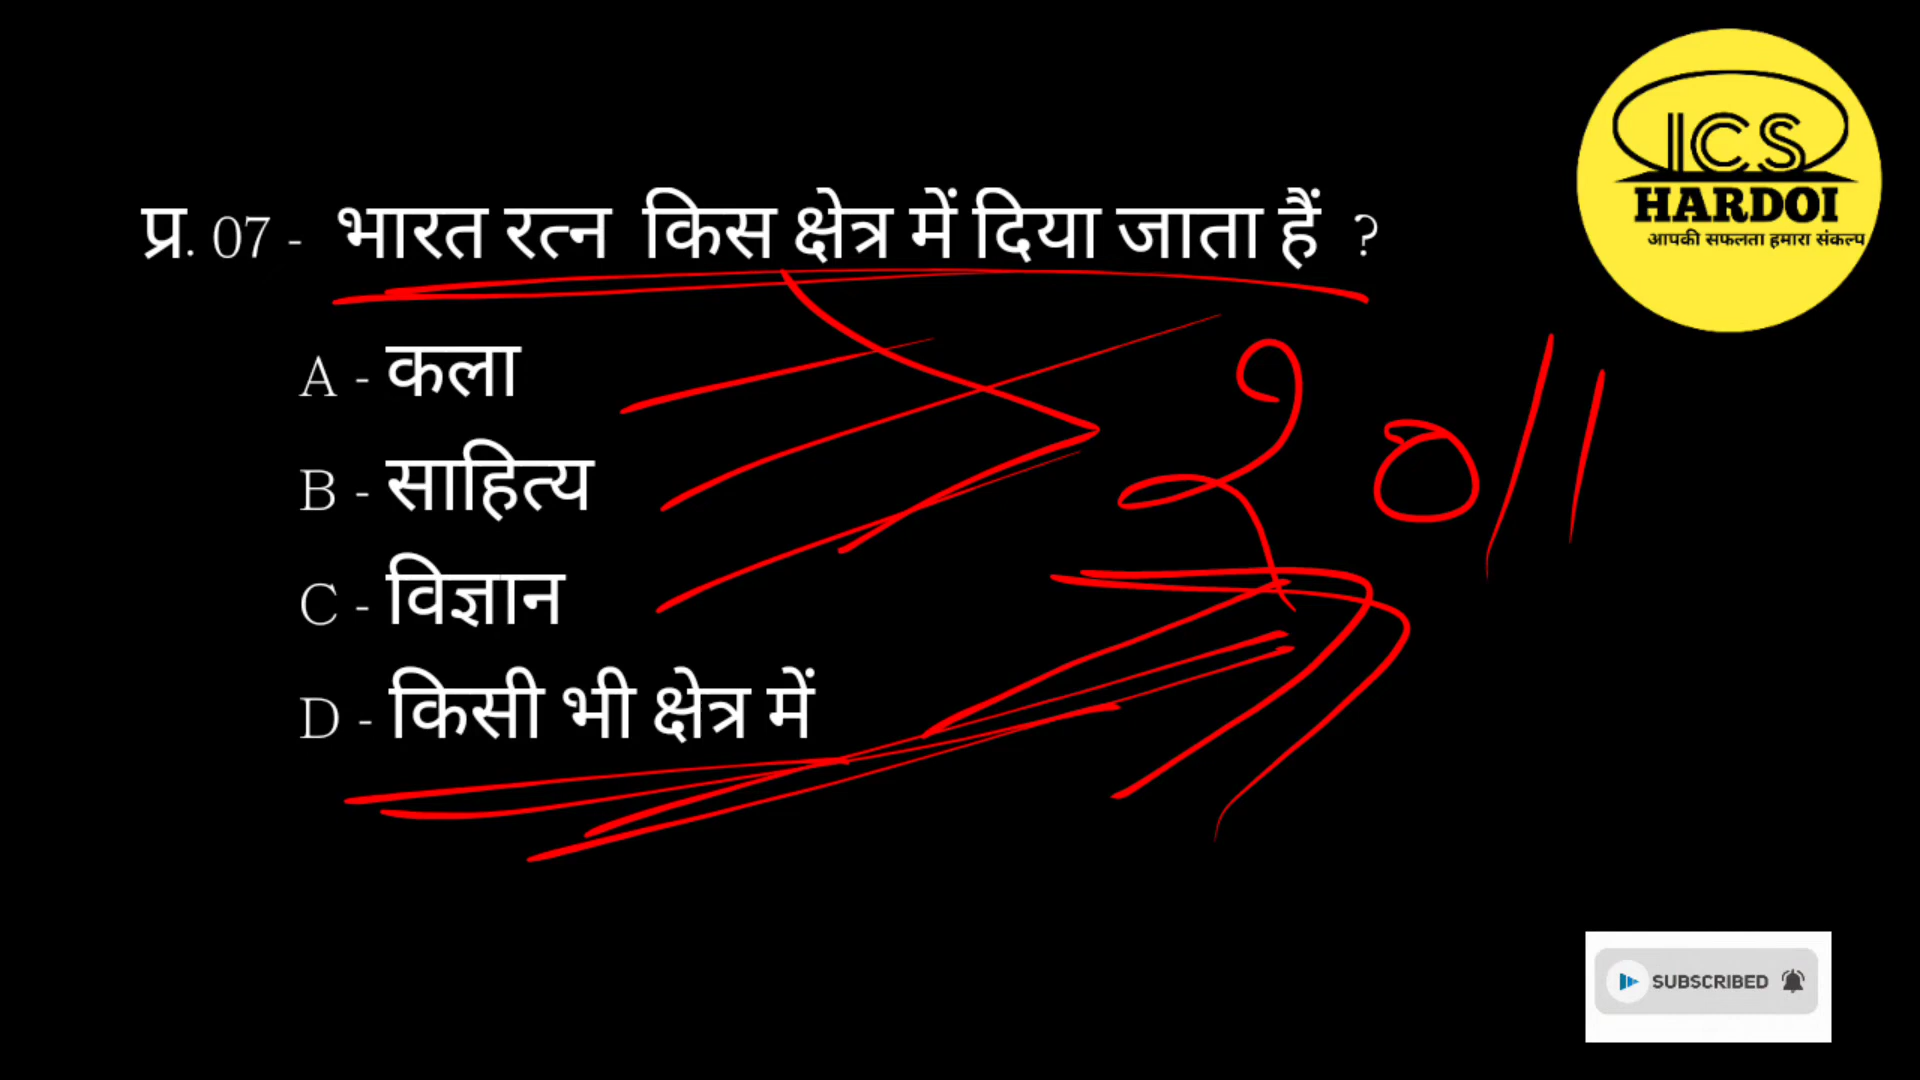 प्र. 07 - भारत रत्न किस क्षेत्र में दिया जाता हैं ?
A - कला
B - साहित्य
C - विज्ञान
D - किसी भी क्षेत्र में
2011
ICS
HARDOI
आपकी सफलता हमारा संकल्प
SUBSCRIBED